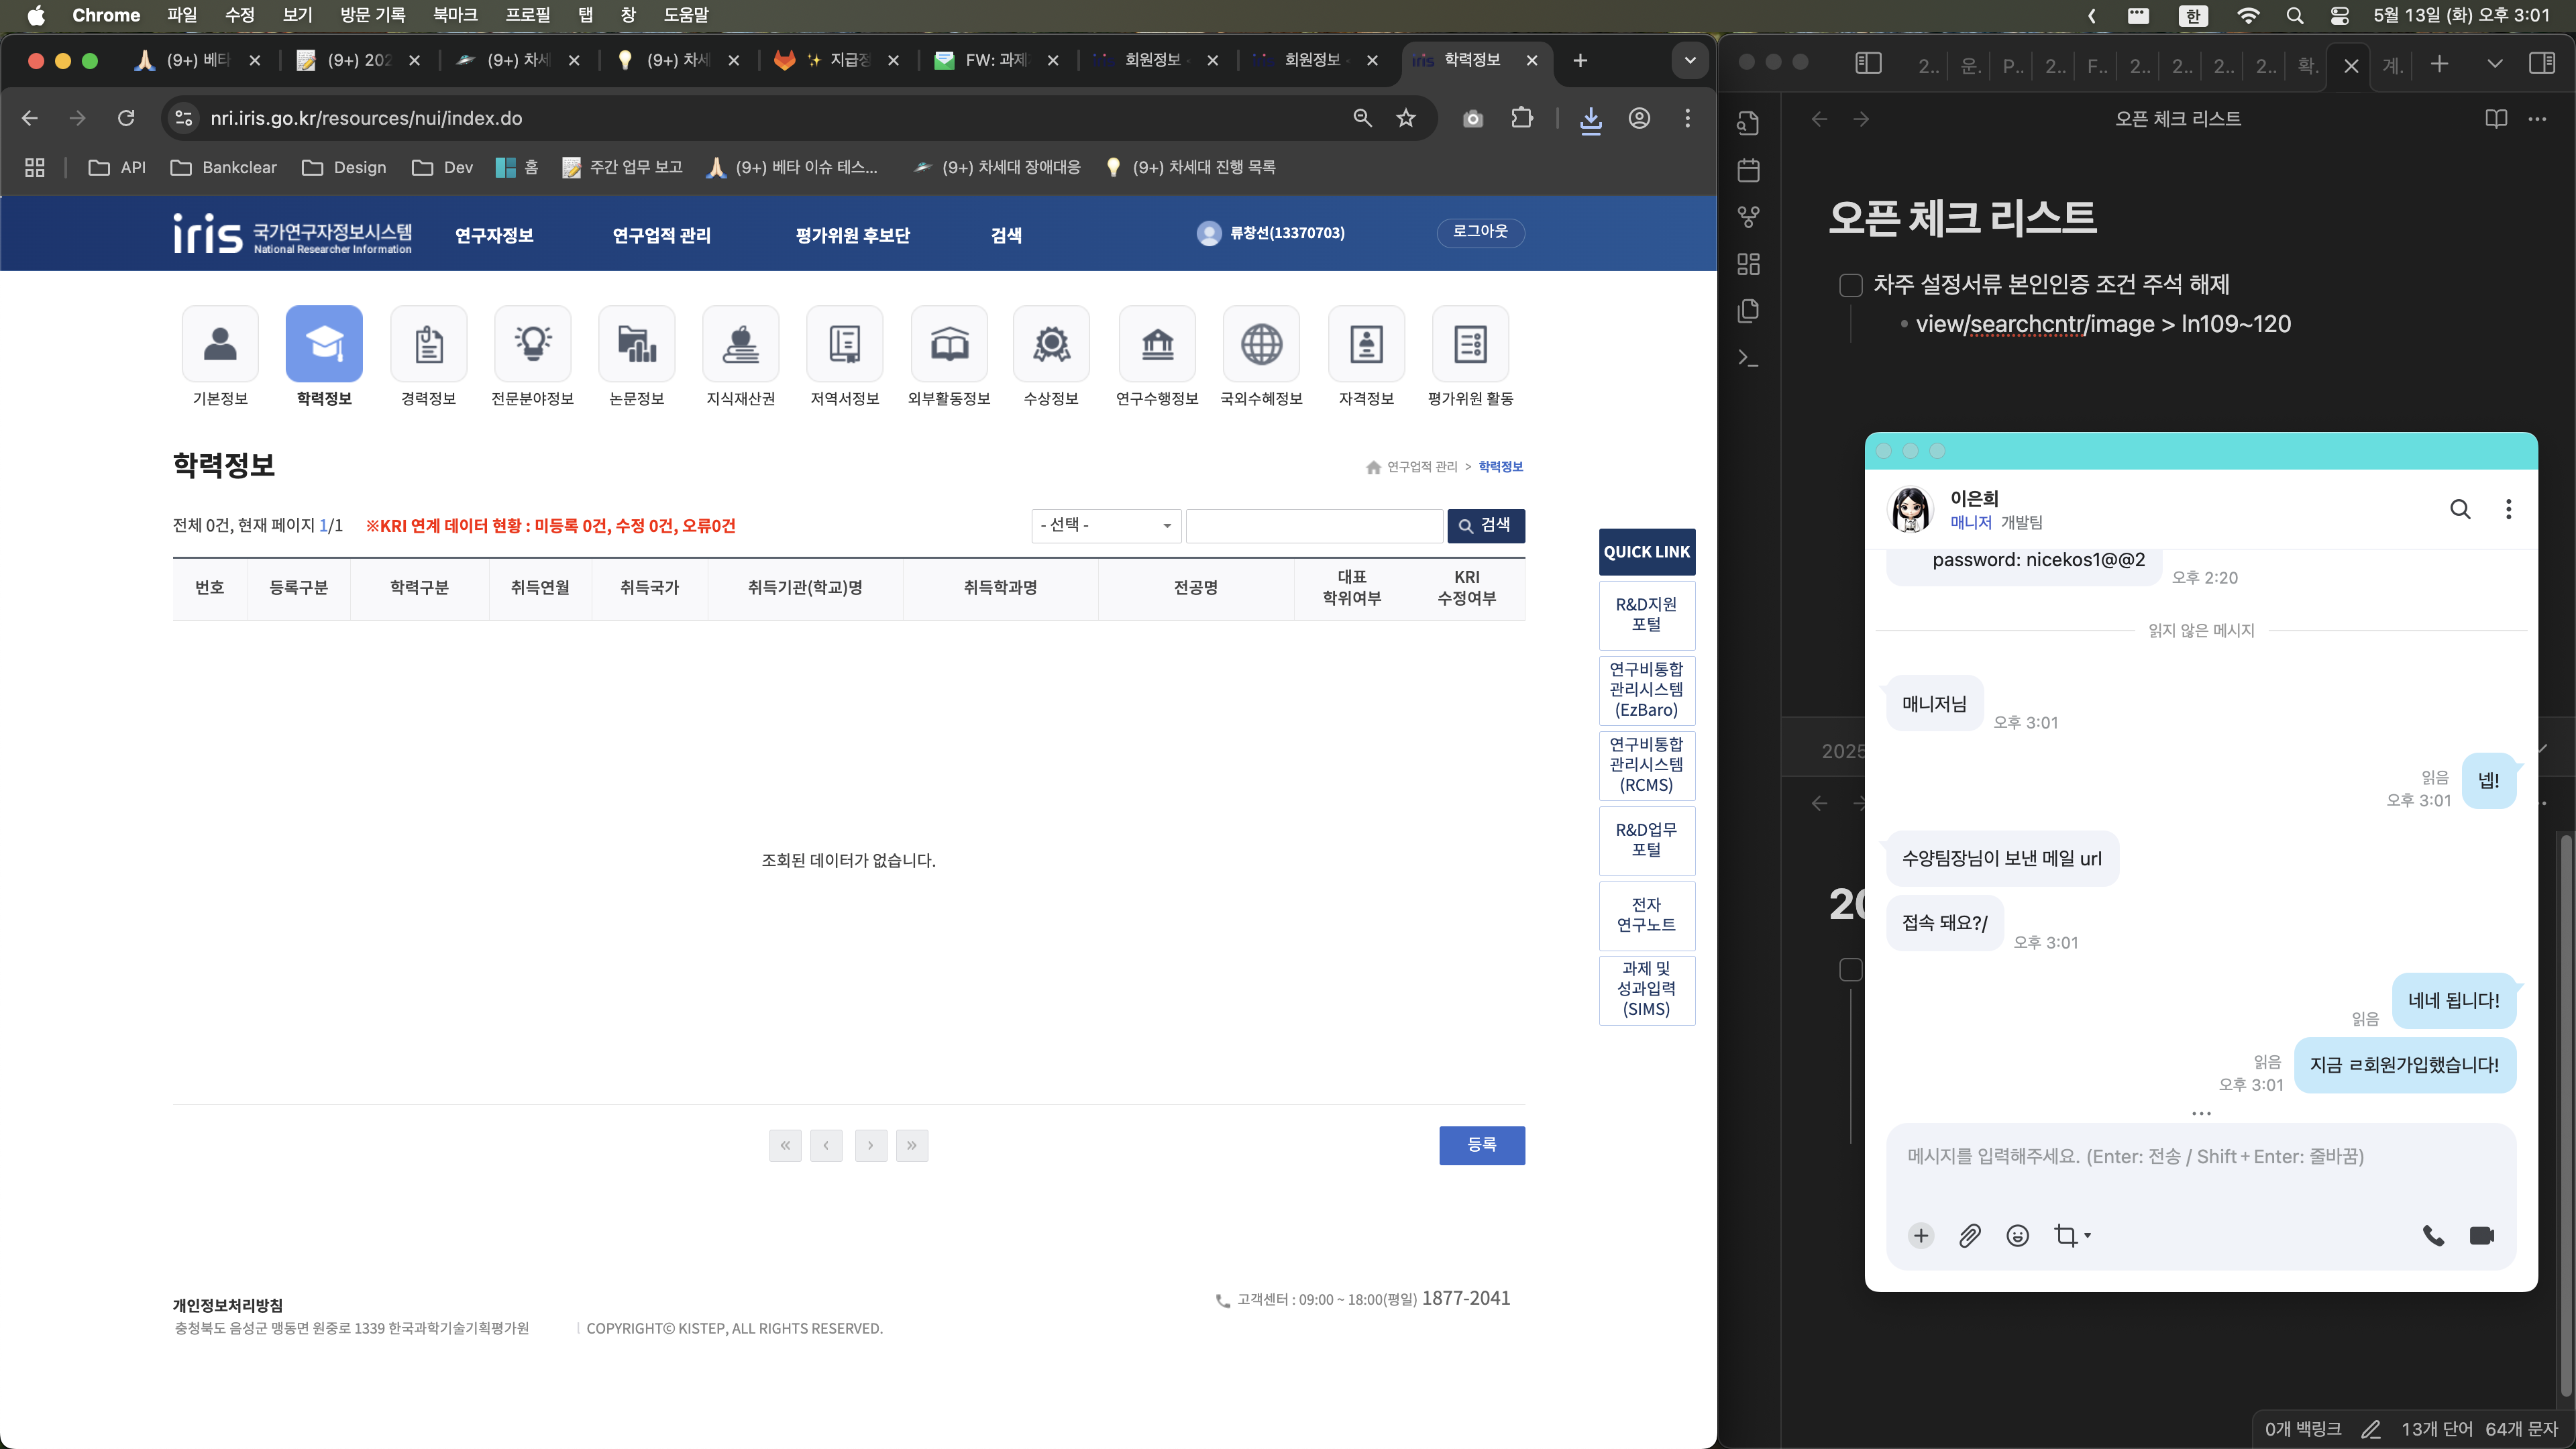 Chrome 파일 수정 보기 방문 기록 북마크 프로필 탭 창 도움말
한 5월 13일 (화) 오후 3:01
(9+) 베타 (9+) 202 (9+) 차세 (9+) 차세 지급정 FW: 과제 회원정보 회원정보 iris 학력정보
nri.iris.go.kr/resources/nui/index.do
API Bankclear Design Dev 홈 주간 업무 보고 (9+) 베타 이슈 테스... (9+) 차세대 장애대응 (9+) 차세대 진행 목록
iris 국가연구자정보시스템
National Researcher Information
연구자정보 연구업적 관리 평가위원 후보단 검색 류창선(13370703) 로그아웃
기본정보 학력정보 경력정보 전문분야정보 논문정보 지식재산권 저역서정보 외부활동정보 수상정보 연구수행정보 국외수혜정보 자격정보 평가위원 활동
학력정보
연구업적 관리 > 학력정보
전체 0건, 현재 페이지 1/1 ※KRI 연계 데이터 현황 : 미등록 0건, 수정 0건, 오류0건
- 선택 - 검색
번호 등록구분 학력구분 취득연월 취득국가 취득기관(학교)명 취득학과명 전공명 대표 학위여부 KRI 수정여부
조회된 데이터가 없습니다.
« ‹ › »
등록
QUICK LINK
R&D지원
포털
연구비통합
관리시스템
(EzBaro)
연구비통합
관리시스템
(RCMS)
R&D업무
포털
전자
연구노트
과제 및
성과입력
(SIMS)
개인정보처리방침
고객센터 : 09:00 ~ 18:00(평일) 1877-2041
충청북도 음성군 맹동면 원중로 1339 한국과학기술기획평가원 | COPYRIGHT© KISTEP, ALL RIGHTS RESERVED.
2.. 운. P.. 2.. F.. 2.. 2.. 2.. 2.. 확. 계.
오픈 체크 리스트
오픈 체크 리스트
차주 설정서류 본인인증 조건 주석 해제
view/searchcntr/image > ln109~120
2025
20
이은희
매니저 개발팀
password: nicekos1@@2
오후 2:20
읽지 않은 메시지
매니저님
오후 3:01
넵!
읽음
오후 3:01
수양팀장님이 보낸 메일 url
접속 돼요?/
오후 3:01
네네 됩니다!
읽음
지금 ㄹ회원가입했습니다!
읽음
오후 3:01
메시지를 입력해주세요. (Enter: 전송 / Shift + Enter: 줄바꿈)
0개 백링크 13개 단어 64개 문자